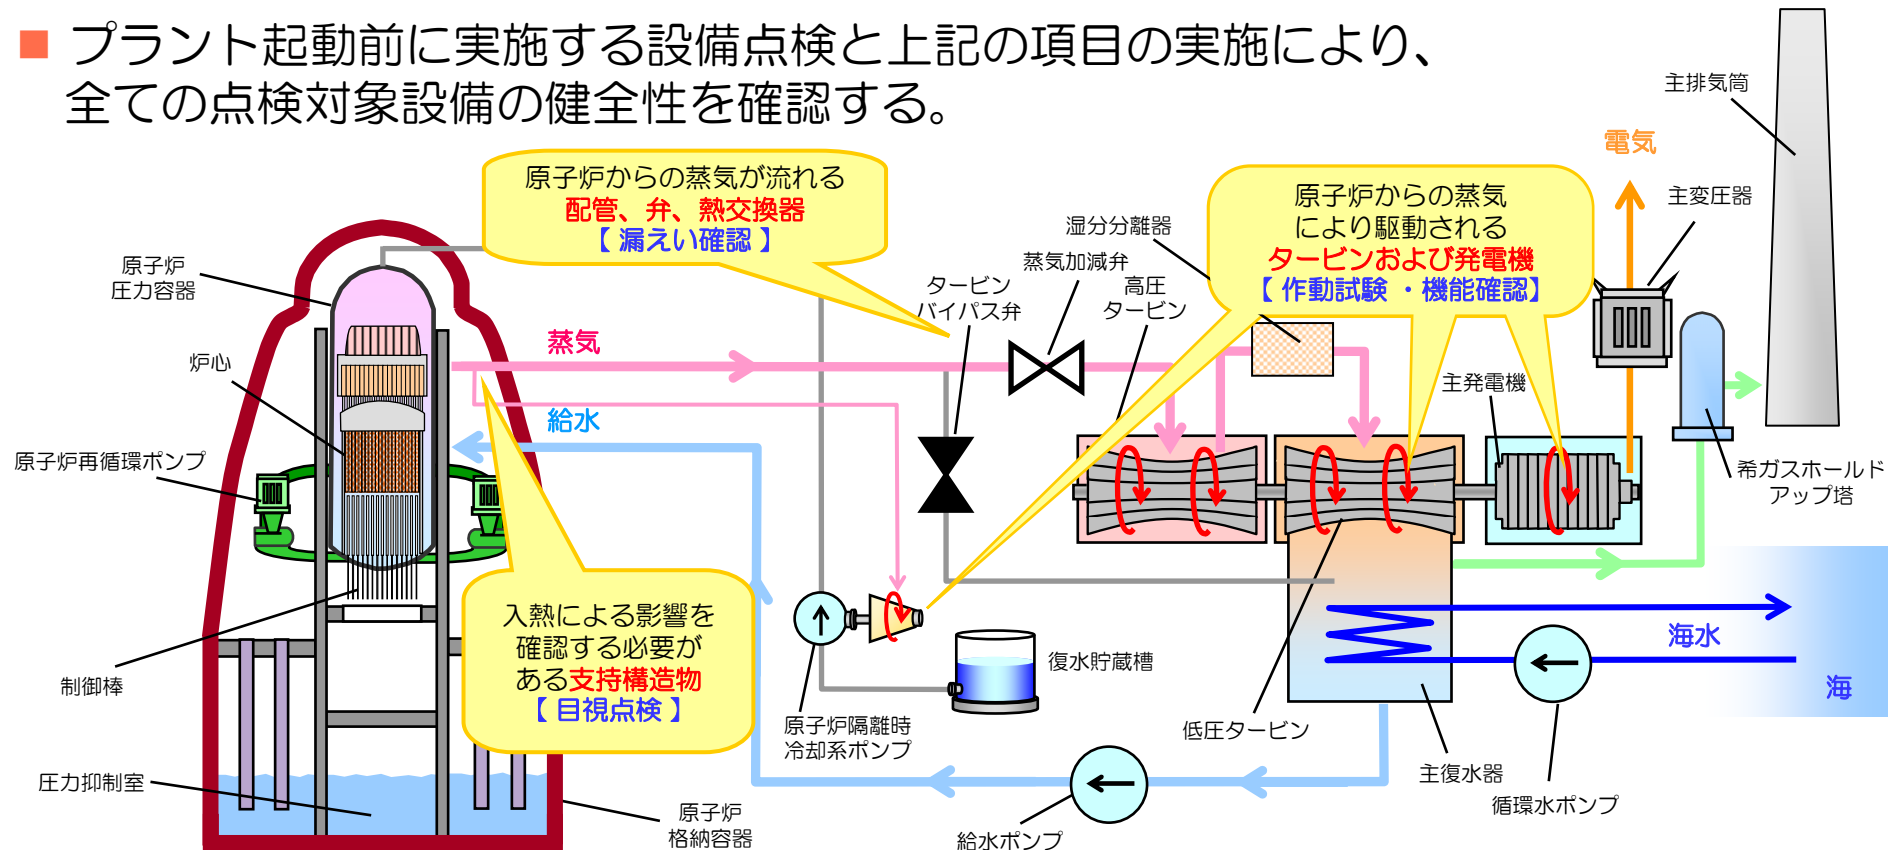 ■ プラント起動前に実施する設備点検と上記の項目の実施により、
全ての点検対象設備の健全性を確認する。
主排気筒
電気
原子炉からの蒸気が流れる
配管、弁、熱交換器
【 漏えい確認 】
原子炉からの蒸気
により駆動される
タービンおよび発電機
【 作動試験 ・機能確認】
主変圧器
湿分分離器
蒸気加減弁
原子炉
圧力容器
タービン
バイパス弁
高圧
タービン
蒸気
炉心
主発電機
給水
原子炉再循環ポンプ
希ガスホールド
アップ塔
入熱による影響を
確認する必要が
ある支持構造物
【 目視点検 】
海水
復水貯蔵槽
制御棒
海
原子炉隔離時
冷却系ポンプ
低圧タービン
主復水器
圧力抑制室
循環水ポンプ
原子炉
格納容器
給水ポンプ